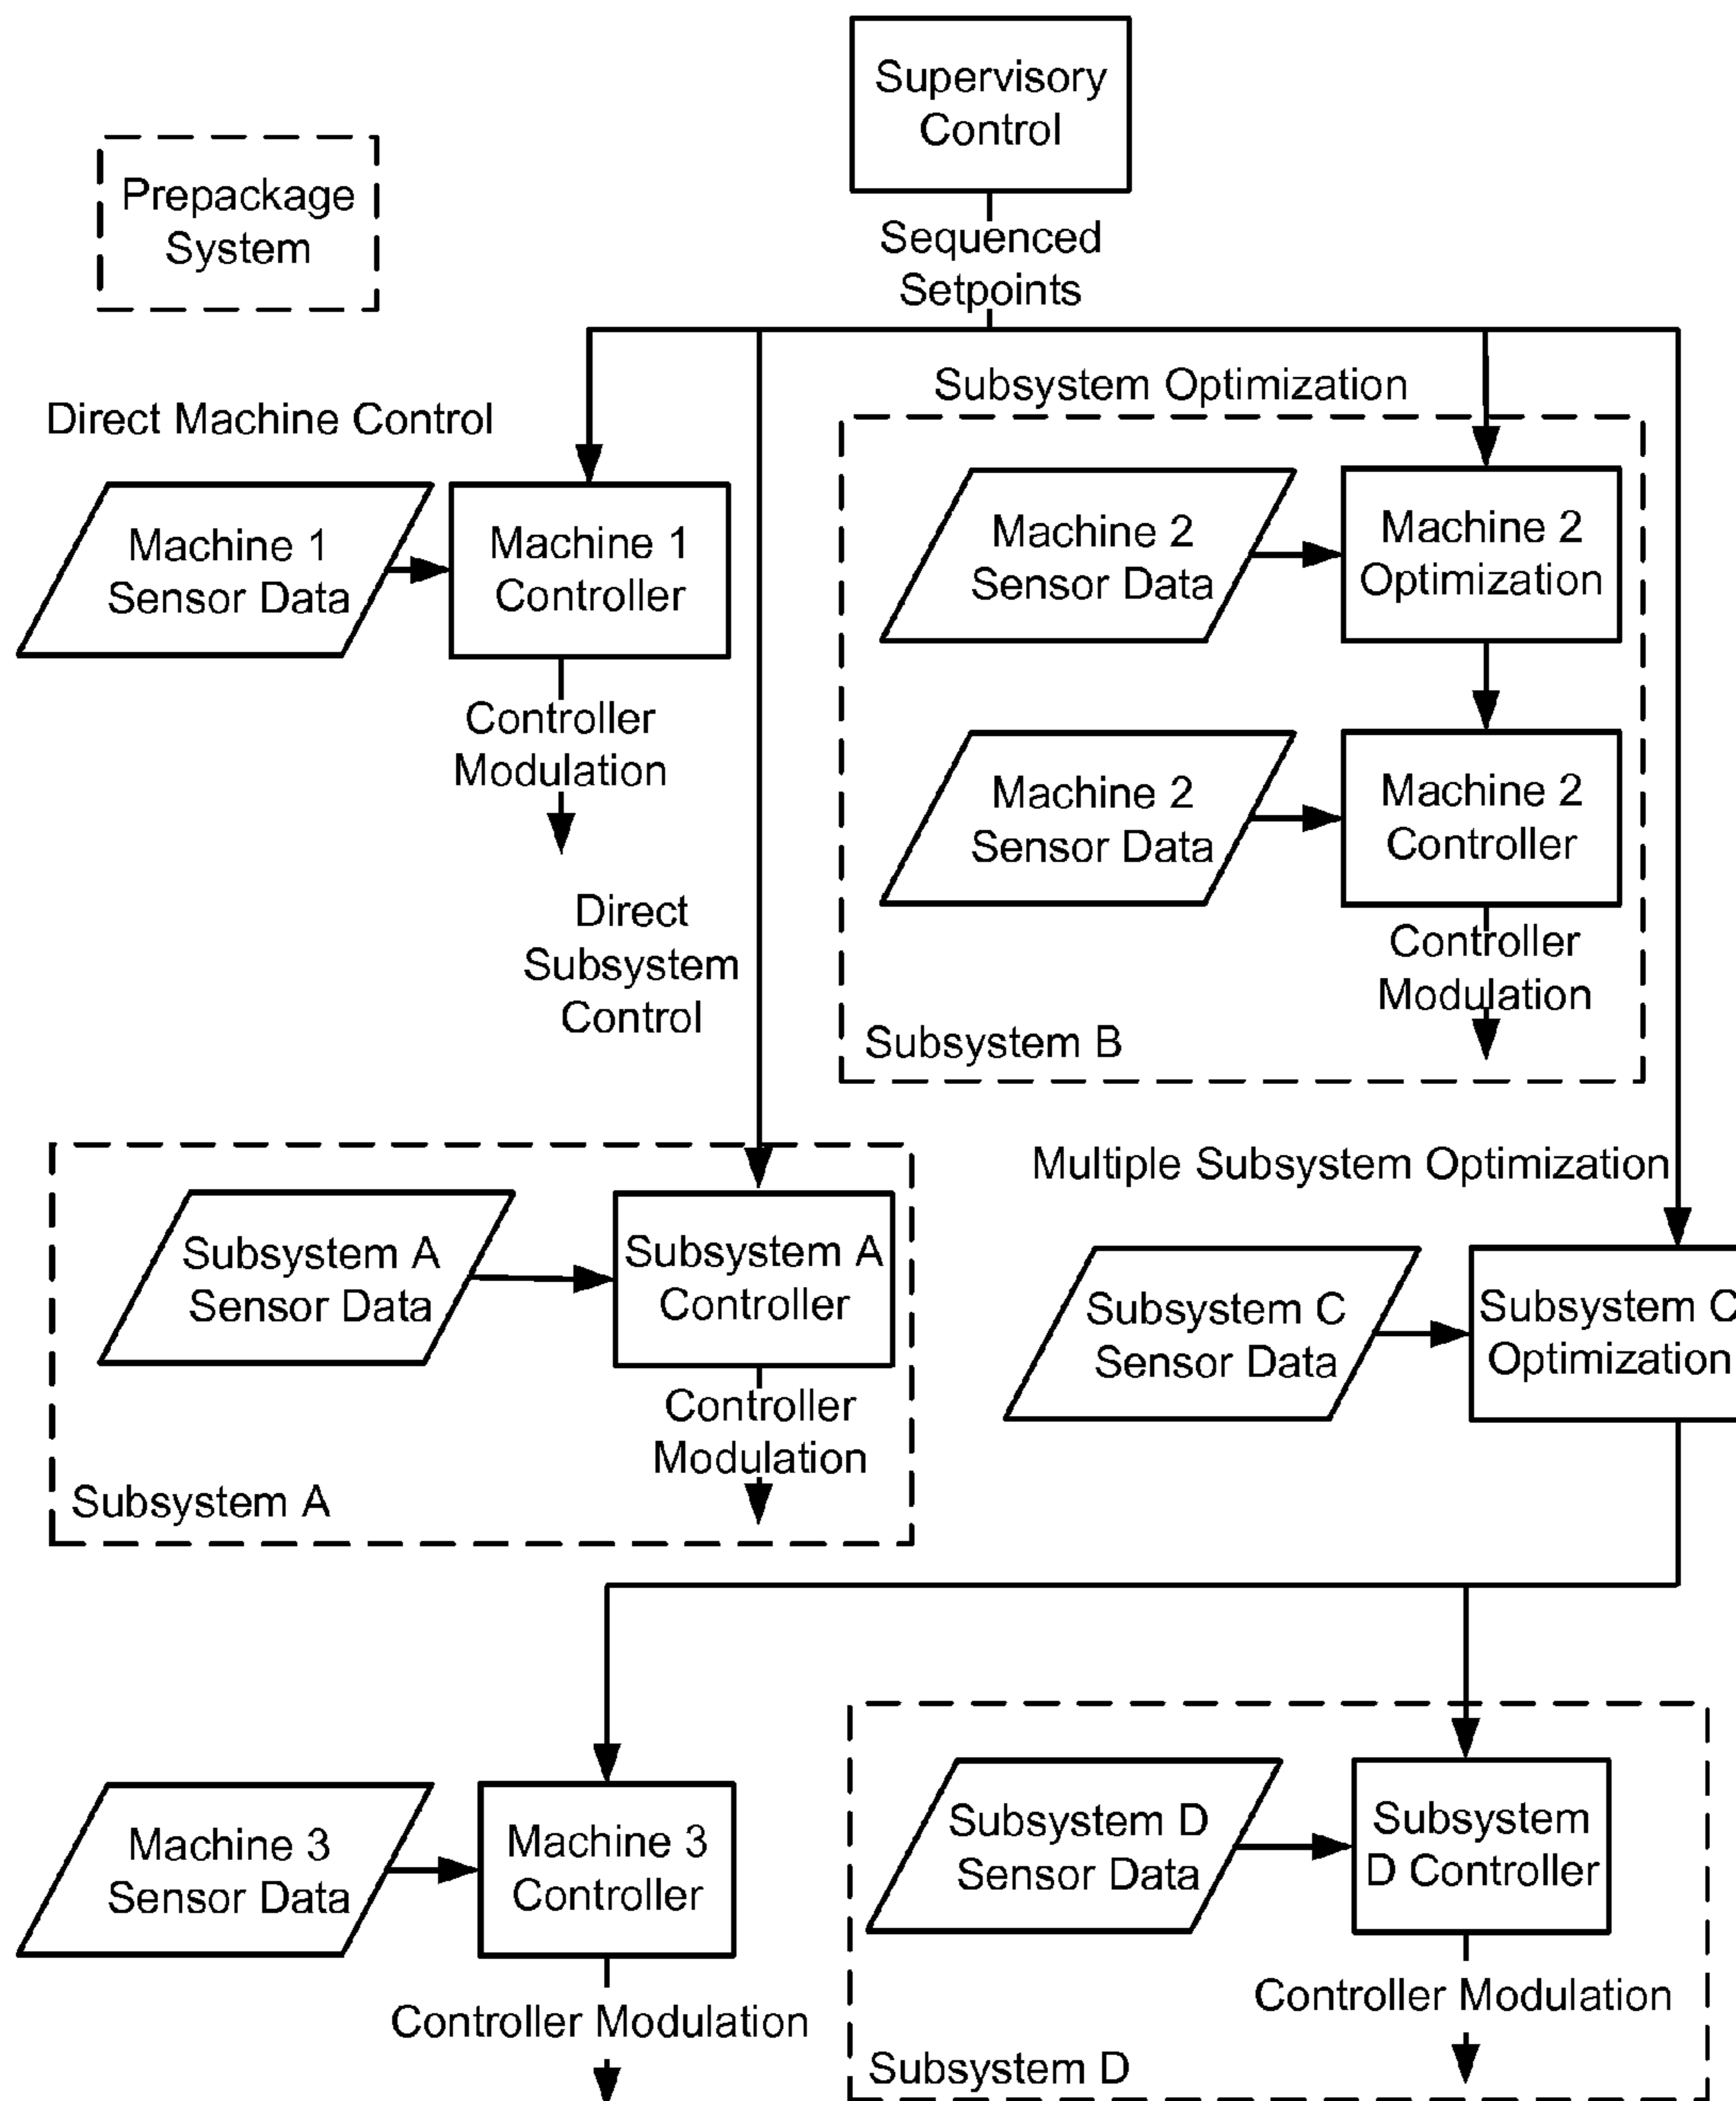 Supervisory
Control
Prepackage
System
Sequenced
Setpoints
Direct Machine Control
Subsystem Optimization
Machine 1
Sensor Data
Machine 1
Controller
Machine 2
Sensor Data
Machine 2
Optimization
Controller
Modulation
Machine 2
Sensor Data
Machine 2
Controller
Direct
Subsystem
Control
Controller
Modulation
Subsystem B
Multiple Subsystem Optimization
Subsystem A
Sensor Data
Subsystem A
Controller
Subsystem C
Sensor Data
Subsystem C
Optimization
Controller
Modulation
Subsystem A
Machine 3
Sensor Data
Machine 3
Controller
Subsystem D
Sensor Data
Subsystem
D Controller
Controller Modulation
Controller Modulation
Subsystem D